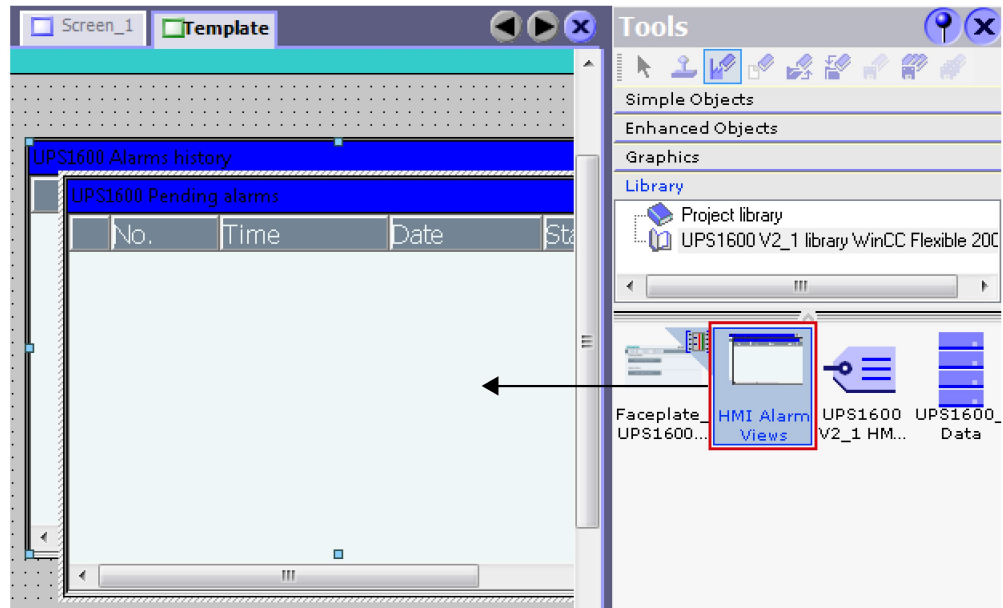 Screen_1
Template
UPS1600 Alarms history
UPS1600 Pending alarms
No.
Time
Date
Sta
Tools
Simple Objects
Enhanced Objects
Graphics
Library
Project library
UPS1600 V2_1 library WinCC Flexible 200
Faceplate_
UPS1600...
HMI Alarm
Views
UPS1600
V2_1 HM...
UPS1600_
Data